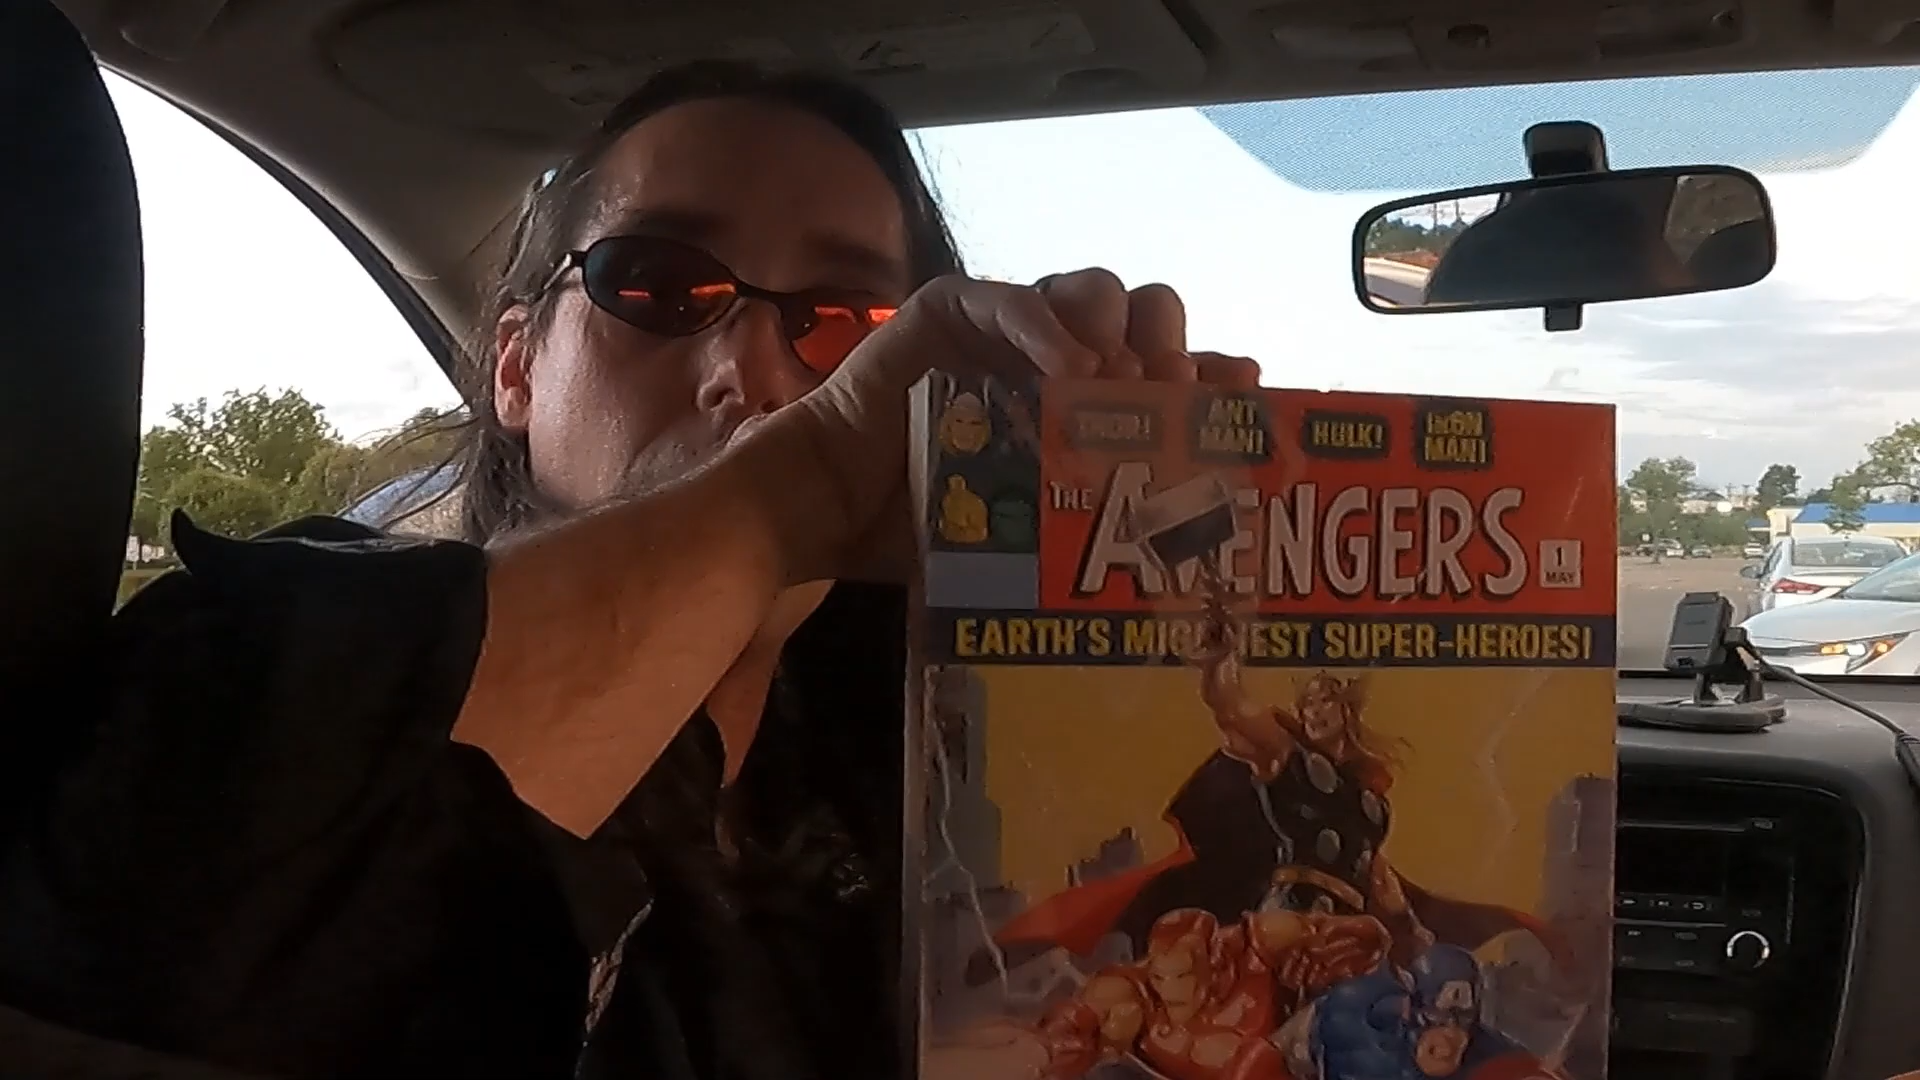 THOR!
ANT MAN!
HULK!
IRON MAN!
THE AVENGERS
1
MAY
EARTH'S MIGHTIEST SUPER-HEROES!
A